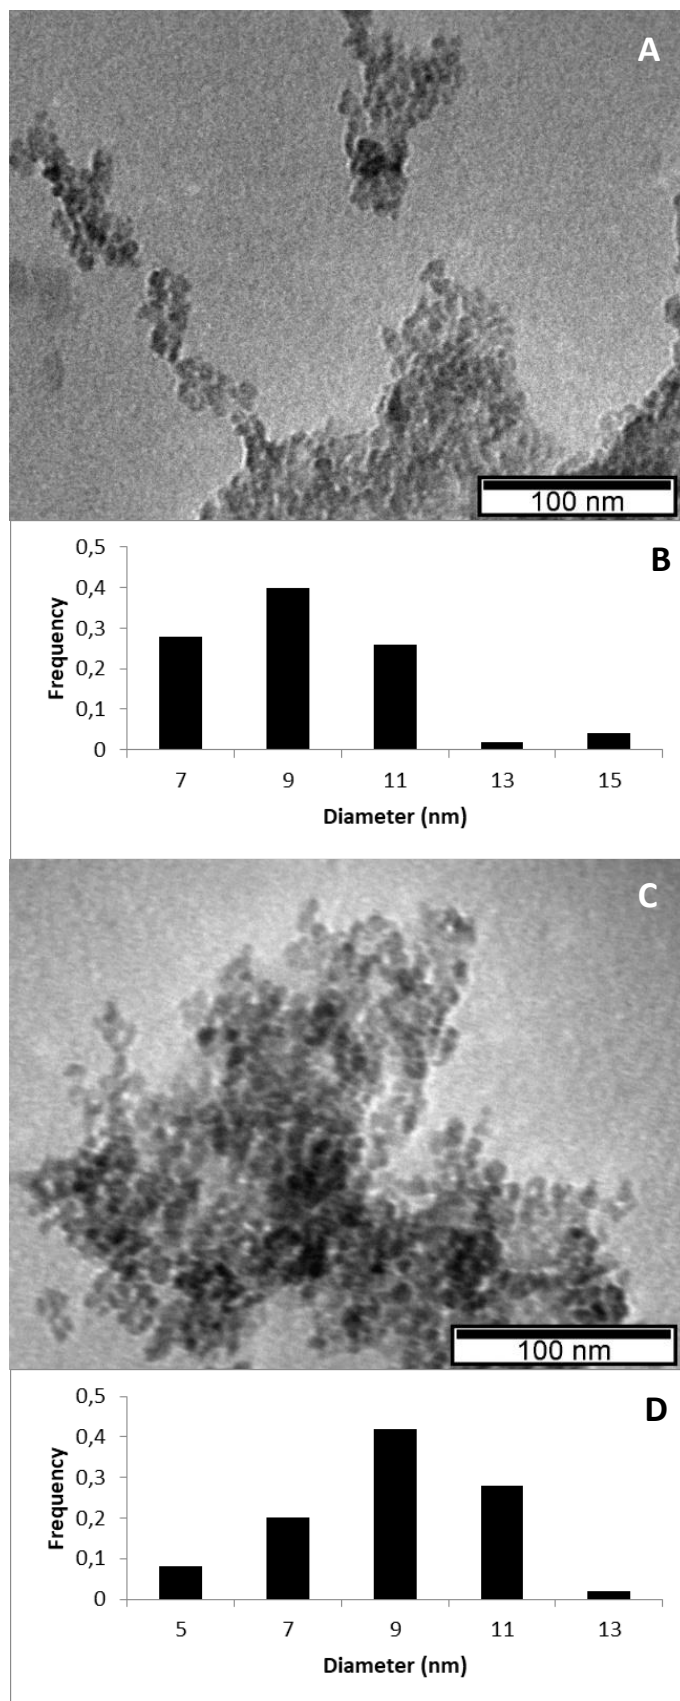 A
100 nm
B
Frequency
0,5
0,4
0,3
0,2
0,1
0
7 9 11 13 15
Diameter (nm)
C
100 nm
D
Frequency
0,5
0,4
0,3
0,2
0,1
0
5 7 9 11 13
Diameter (nm)